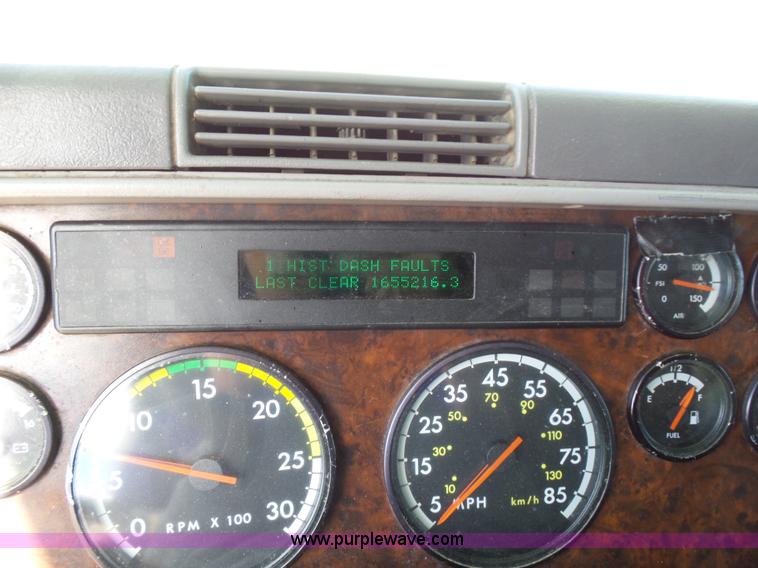 1 HIST DASH FAULTS
LAST CLEAR 1655216.3
50 100
PSI A
0 150
AIR
1/2
E F
FUEL
16
0 5 10 15 20 25 30
RPM X 100
5 15 25 35 45 55 65 75 85
MPH
10 30 50 70 90 110 130
km/h
www.purplewave.com